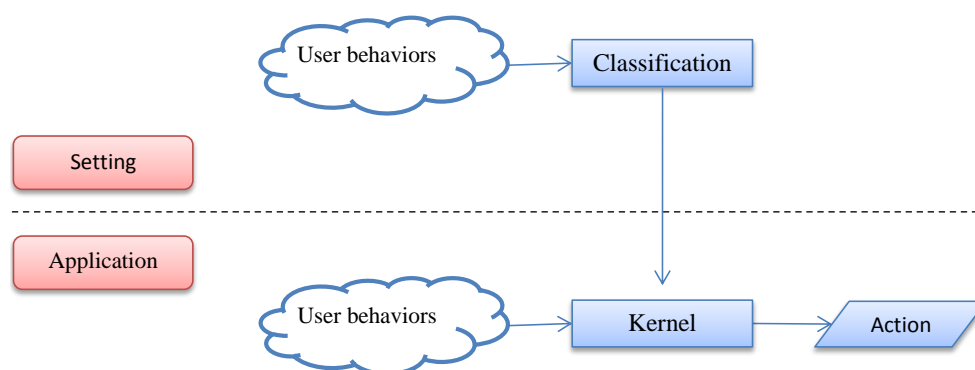 User behaviors
Classification
Setting
Application
User behaviors
Kernel
Action